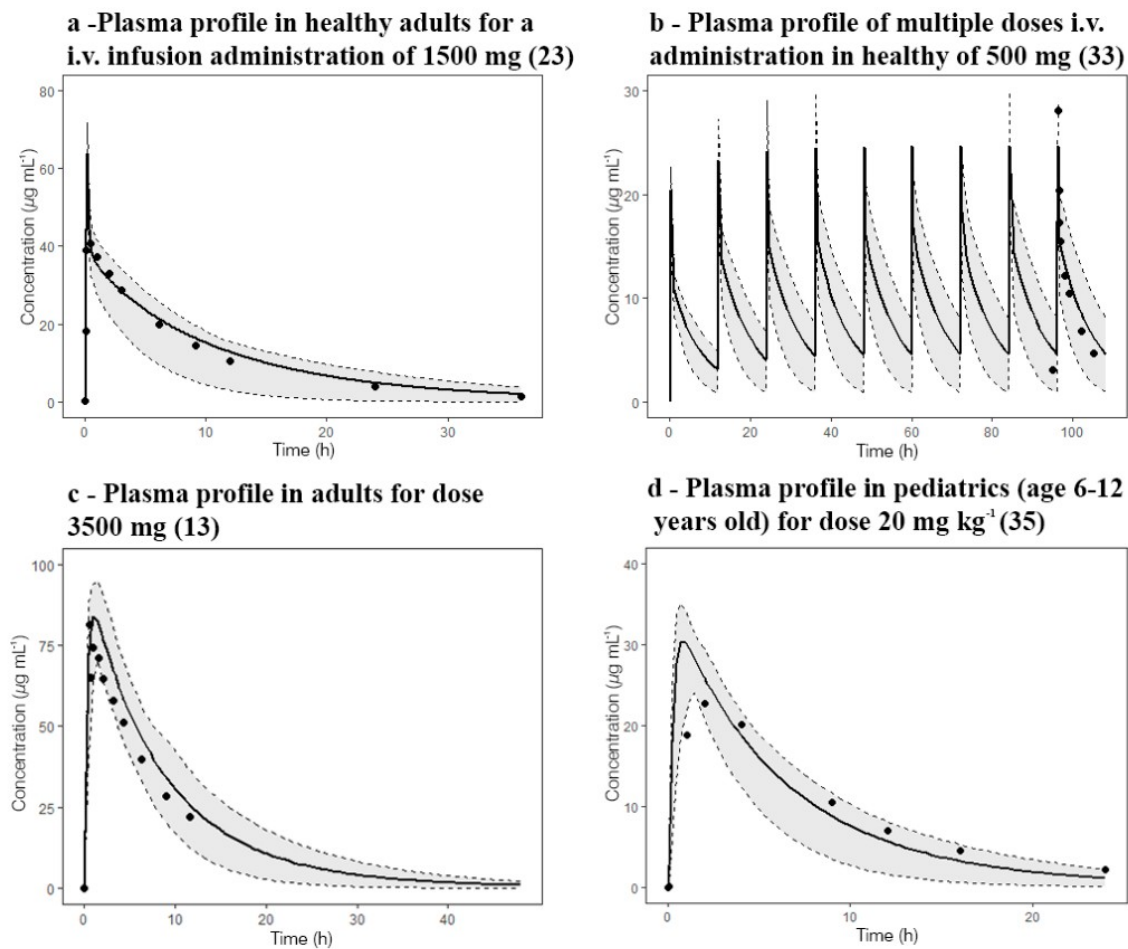 a -Plasma profile in healthy adults for a
i.v. infusion administration of 1500 mg (23)
80
60
40
20
0
Concentration (µg mL⁻¹)
0
10
20
30
Time (h)
b - Plasma profile of multiple doses i.v.
administration in healthy of 500 mg (33)
30
20
10
0
Concentration (µg mL⁻¹)
0
20
40
60
80
100
Time (h)
c - Plasma profile in adults for dose
3500 mg (13)
100
75
50
25
0
Concentration (µg mL⁻¹)
0
10
20
30
40
Time (h)
d - Plasma profile in pediatrics (age 6-12
years old) for dose 20 mg kg⁻¹ (35)
40
30
20
10
0
Concentration (µg mL⁻¹)
0
10
20
Time (h)